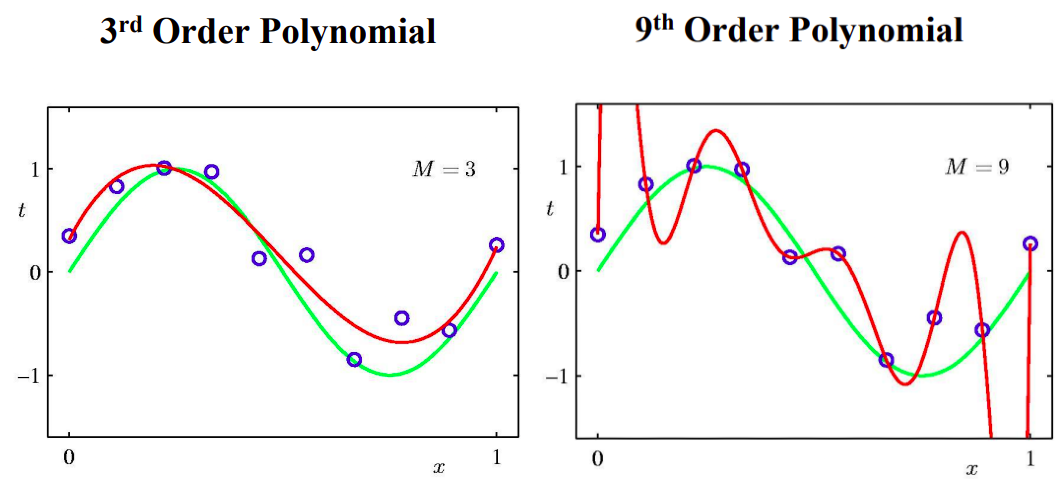 3rd Order Polynomial
9th Order Polynomial
1
M = 3
t
0
−1
0
x
1
1
M = 9
t
0
−1
0
x
1